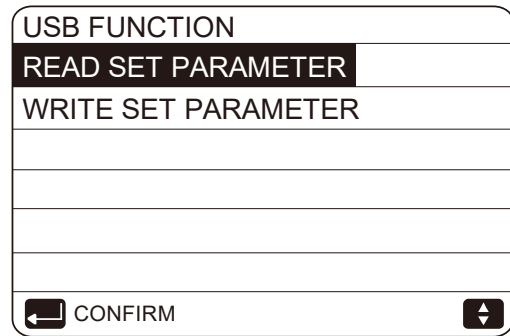 USB FUNCTION
READ SET PARAMETER
WRITE SET PARAMETER
CONFIRM